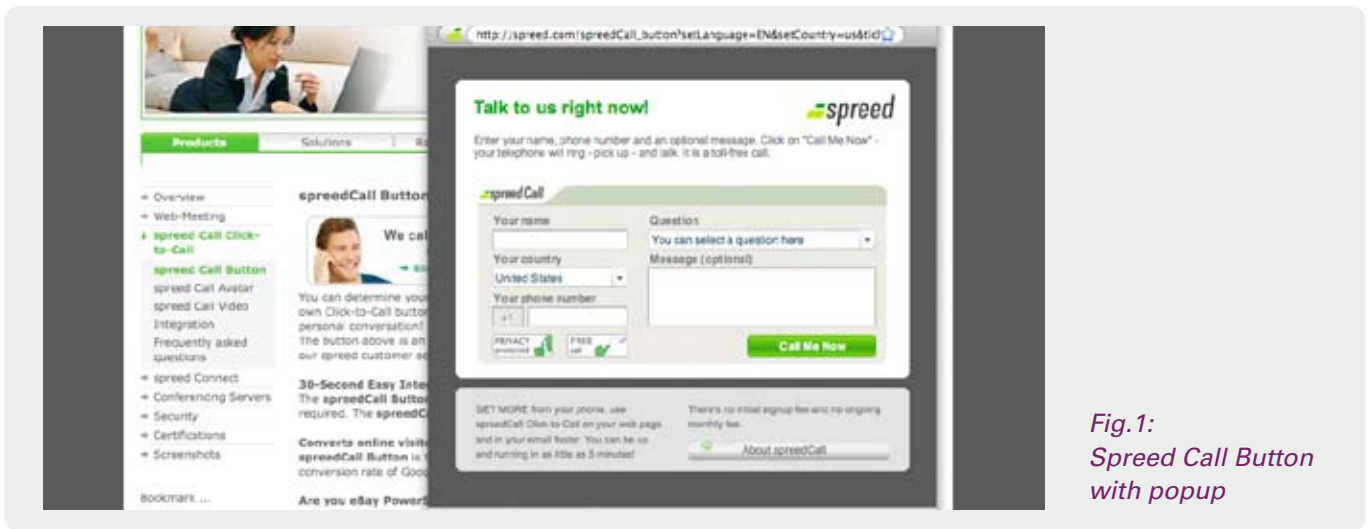 http://spreed.com/spreedCall_button?setLanguage=EN&setCountry=us&tid
Products
Solutions
Overview
Web-Meeting
spreed Call Click-
to-Call
spreed Call Button
spreed Call Avatar
spreed Call Video
Integration
Frequently asked
questions
spreed Connect
Conferencing Servers
Security
Certifications
Screenshots
Bookmark ...
spreedCall Button
We cal
You can determine your
own Click-to-Call button
personal conversation!
The button above is an
our spreed customer se
30-Second Easy Inte
The spreedCall Butto
required. The spreedC
Converts online visit
spreedCall Button is
conversion rate of Goo
Are you eBay PowerS
Talk to us right now!
spreed
Enter your name, phone number and an optional message. Click on "Call Me Now" -
your telephone will ring - pick up - and talk. It is a toll-free call.
spreedCall
Your name
Your country
United States
Your phone number
+1
PRIVACY
protected
FREE
call
Question
You can select a question here
Message (optional)
Call Me Now
GET MORE from your phone, use
spreedCall Click-to-Call on your web page
and in your email footer. You can be up
and running in as little as 5 minutes!
There's no initial signup fee and no ongoing
monthly fee.
About spreedCall
Fig.1:
Spreed Call Button
with popup